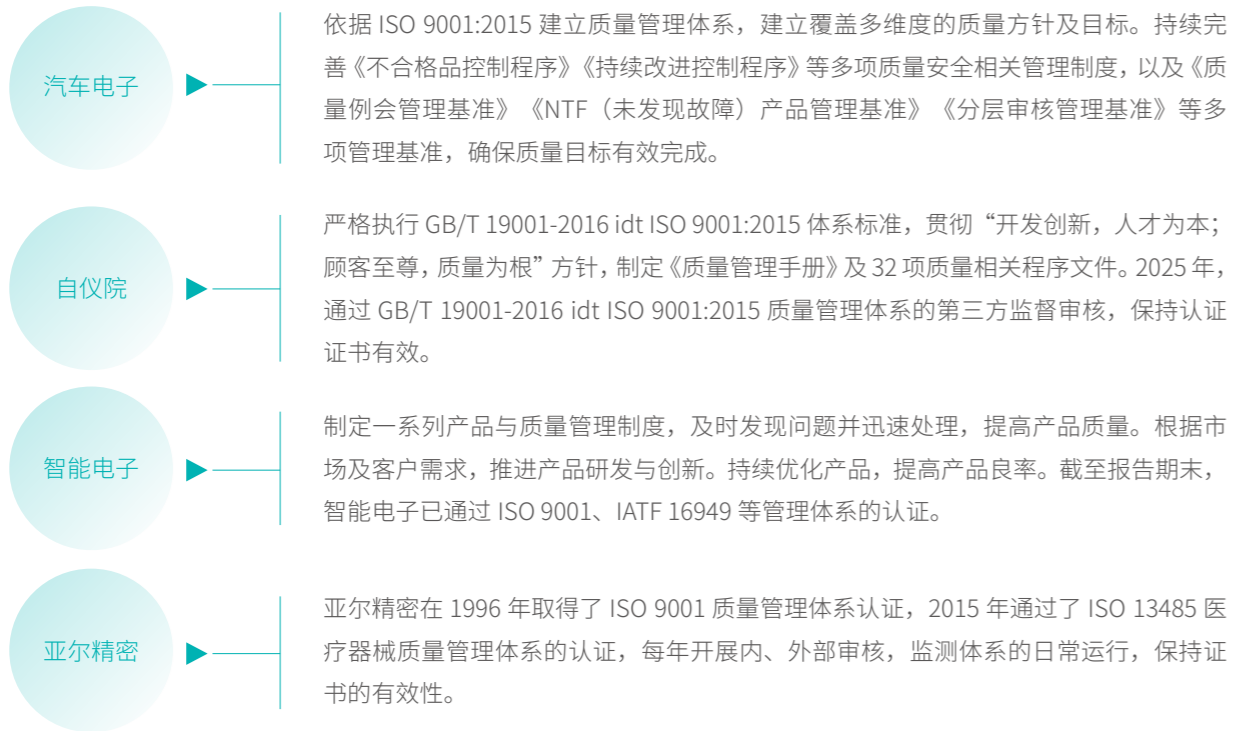 汽车电子
依据 ISO 9001:2015 建立质量管理体系，建立覆盖多维度的质量方针及目标。持续完
善《不合格品控制程序》《持续改进控制程序》等多项质量安全相关管理制度，以及《质
量例会管理基准》《NTF（未发现故障）产品管理基准》《分层审核管理基准》等多
项管理基准，确保质量目标有效完成。
自仪院
严格执行 GB/T 19001-2016 idt ISO 9001:2015 体系标准，贯彻“开发创新，人才为本；
顾客至尊，质量为根”方针，制定《质量管理手册》及 32 项质量相关程序文件。2025 年，
通过 GB/T 19001-2016 idt ISO 9001:2015 质量管理体系的第三方监督审核，保持认证
证书有效。
智能电子
制定一系列产品与质量管理制度，及时发现问题并迅速处理，提高产品质量。根据市
场及客户需求，推进产品研发与创新。持续优化产品，提高产品良率。截至报告期末，
智能电子已通过 ISO 9001、IATF 16949 等管理体系的认证。
亚尔精密
亚尔精密在 1996 年取得了 ISO 9001 质量管理体系认证，2015 年通过了 ISO 13485 医
疗器械质量管理体系的认证，每年开展内、外部审核，监测体系的日常运行，保持证
书的有效性。